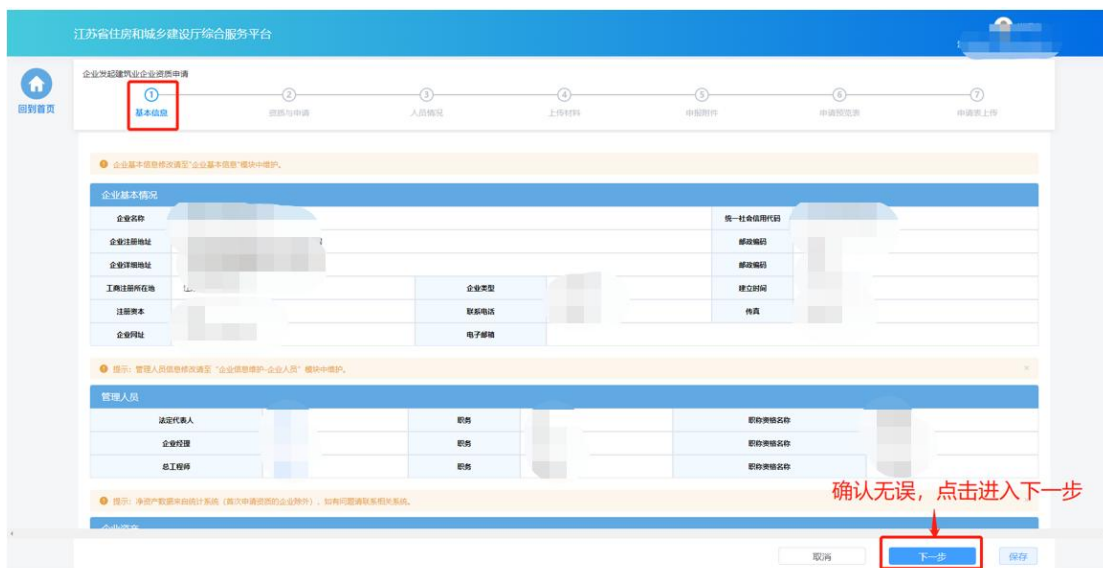 江苏省住房和城乡建设厅综合服务平台
回到首页
企业发起建筑业企业资质申请
1 2 3 4 5 6 7
基本信息 资质与申请 人员情况 上传材料 申报附件 申请预览表 申请表上传
企业基本信息修改请至"企业基本信息"模块中维护。
企业基本情况
企业名称 统一社会信用代码
企业注册地址 邮政编码
企业详细地址 邮政编码
工商注册所在地 企业类型 建立时间
注册资本 联系电话 传真
企业网址 电子邮箱
提示：管理人员信息修改请至“企业信息维护-企业人员”模块中维护。
管理人员
法定代表人 职务 职称资格名称
企业经理 职务 职称资格名称
总工程师 职务 职称资格名称
提示：净资产数据来自统计系统（首次申请资质的企业除外），如有问题请联系相关系统。
确认无误，点击进入下一步
企业资产
取消 下一步 保存